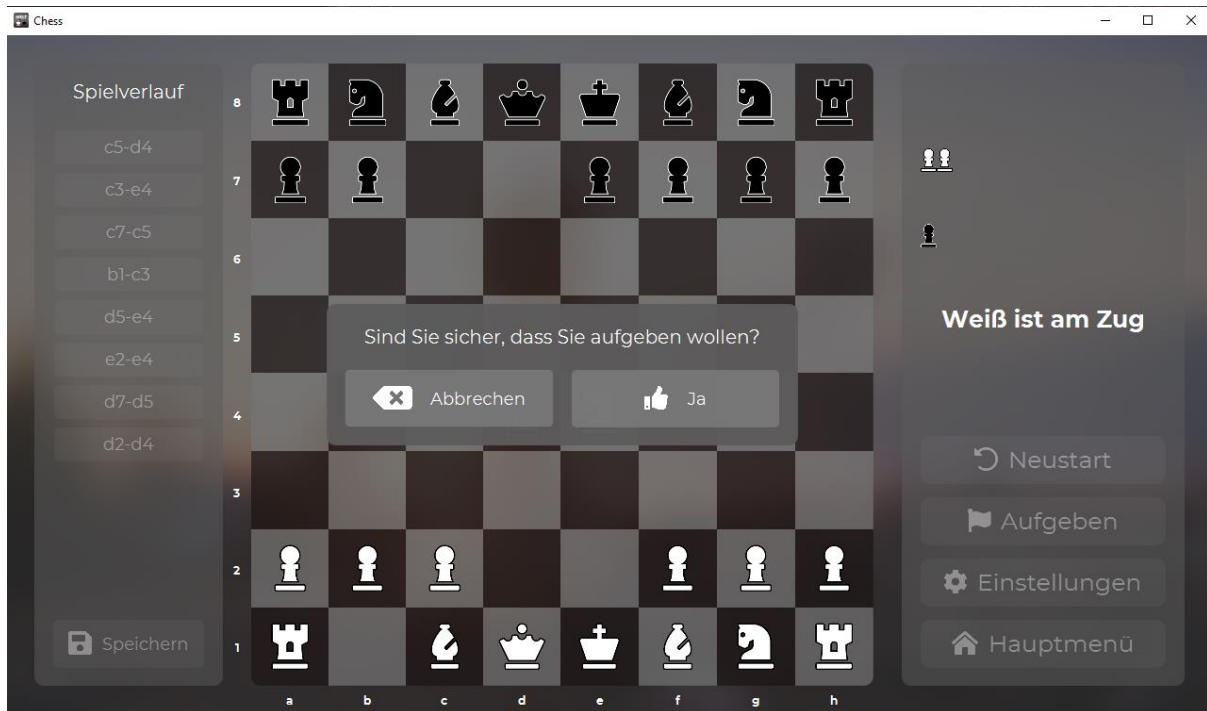 Chess
Spielverlauf
c5-d4
c3-e4
c7-c5
b1-c3
d5-e4
e2-e4
d7-d5
d2-d4
Speichern
8
7
6
5
4
3
2
1
a b c d e f g h
Sind Sie sicher, dass Sie aufgeben wollen?
Abbrechen Ja
Weiß ist am Zug
Neustart
Aufgeben
Einstellungen
Hauptmenü